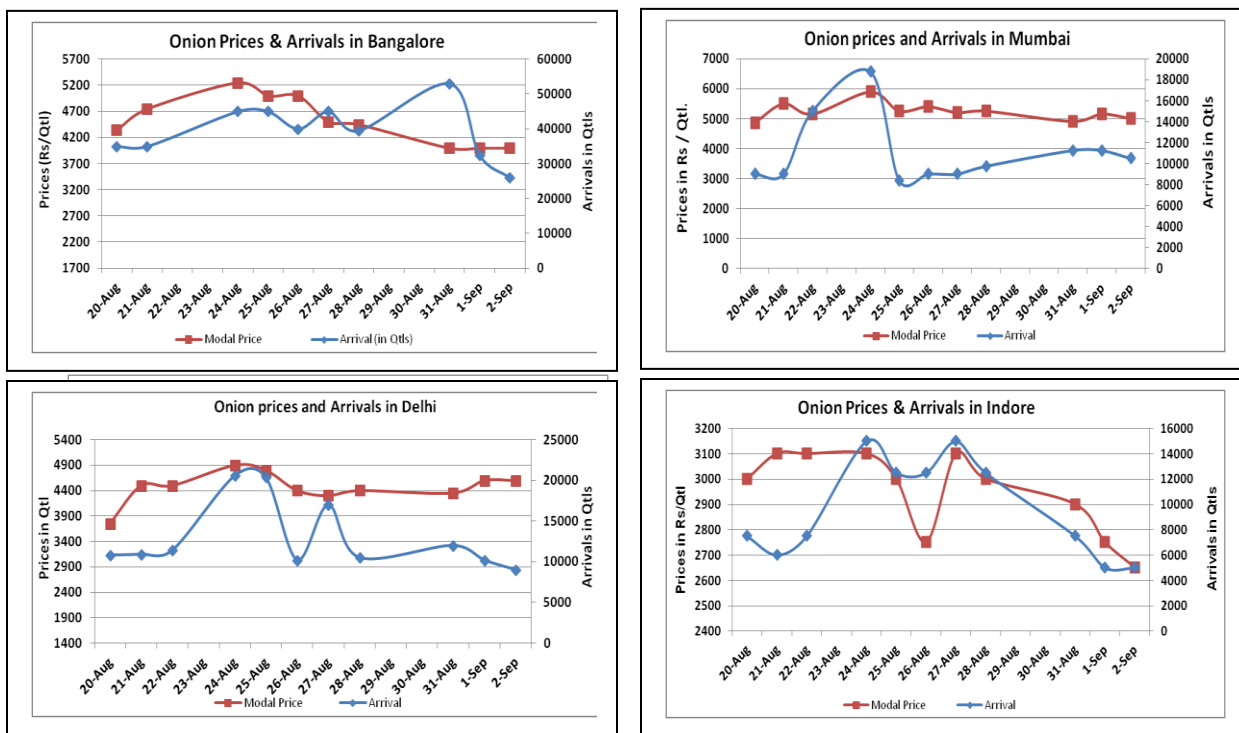 Onion Prices & Arrivals in Bangalore
Prices (Rs/Qtl)
5700
5200
4700
4200
3700
3200
2700
2200
1700
60000
50000
40000
30000
20000
10000
0
Arrivals in Qtls
20-Aug
21-Aug
22-Aug
23-Aug
24-Aug
25-Aug
26-Aug
27-Aug
28-Aug
29-Aug
30-Aug
31-Aug
1-Sep
2-Sep
Modal Price
Arrival (in Qtls)
Onion prices and Arrivals in Mumbai
Prices in Rs / Qtl.
7000
6000
5000
4000
3000
2000
1000
0
20000
18000
16000
14000
12000
10000
8000
6000
4000
2000
0
Arrivals in Qtls
20-Aug
21-Aug
22-Aug
23-Aug
24-Aug
25-Aug
26-Aug
27-Aug
28-Aug
29-Aug
30-Aug
31-Aug
1-Sep
2-Sep
Modal Price
Arrival
Onion prices and Arrivals in Delhi
Prices in Qtl
5400
4900
4400
3900
3400
2900
2400
1900
1400
25000
20000
15000
10000
5000
0
Arrivals in Qtls
20-Aug
21-Aug
22-Aug
23-Aug
24-Aug
25-Aug
26-Aug
27-Aug
28-Aug
29-Aug
30-Aug
31-Aug
1-Sep
2-Sep
Modal Price
Arrival
Onion Prices & Arrivals in Indore
Prices in Rs/Qtl
3200
3100
3000
2900
2800
2700
2600
2500
2400
16000
14000
12000
10000
8000
6000
4000
2000
0
Arrivals in Qtls
20-Aug
21-Aug
22-Aug
23-Aug
24-Aug
25-Aug
26-Aug
27-Aug
28-Aug
29-Aug
30-Aug
31-Aug
1-Sep
2-Sep
Modal Price
Arrival